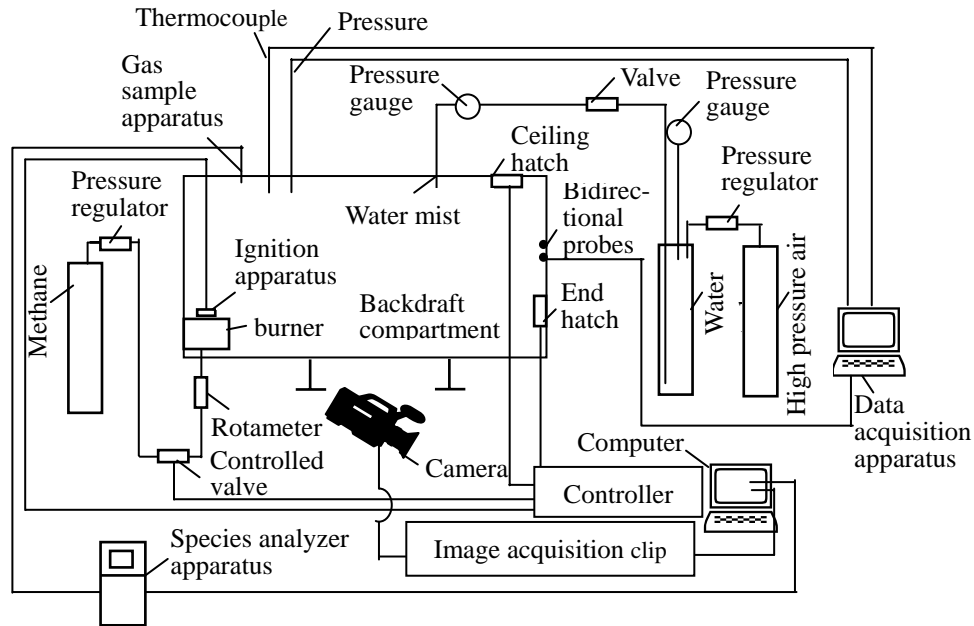 Thermocouple
Pressure
Gas
sample
apparatus
Pressure
gauge
Valve
Pressure
gauge
Ceiling
hatch
Pressure
regulator
Pressure
regulator
Water mist
Bidirec-
tional
probes
Ignition
apparatus
Methane
burner
Backdraft
compartment
End
hatch
Water
High pressure air
Rotameter
Data
acquisition
apparatus
Controlled
valve
Camera
Computer
Controller
Species analyzer
apparatus
Image acquisition clip